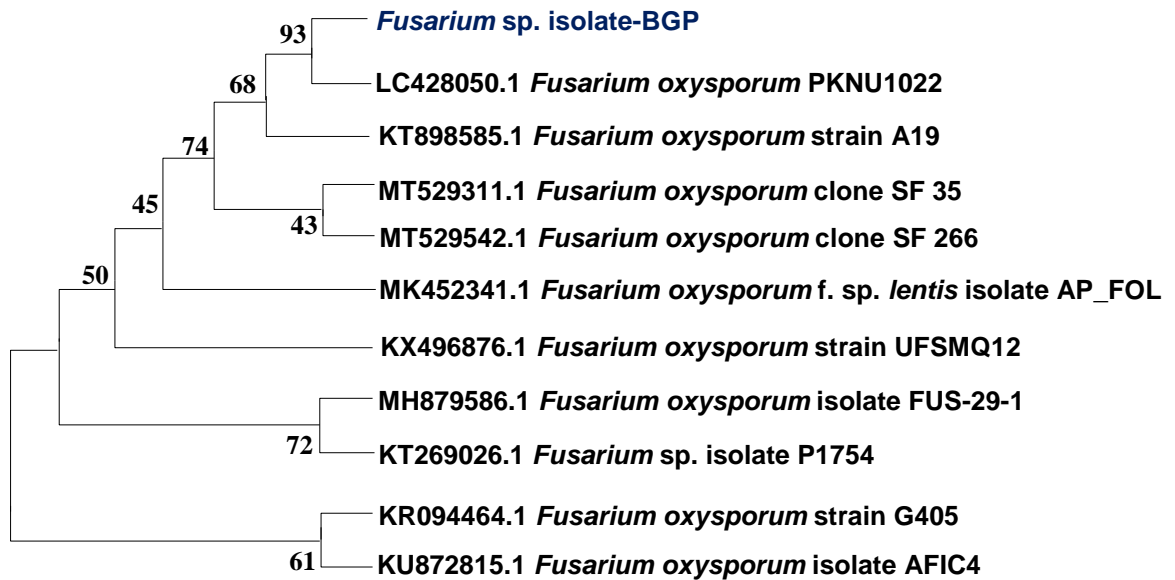 Fusarium sp. isolate-BGP
93
LC428050.1 Fusarium oxysporum PKNU1022
68
KT898585.1 Fusarium oxysporum strain A19
74
MT529311.1 Fusarium oxysporum clone SF 35
45
43
MT529542.1 Fusarium oxysporum clone SF 266
50
MK452341.1 Fusarium oxysporum f. sp. lentis isolate AP_FOL
KX496876.1 Fusarium oxysporum strain UFSMQ12
MH879586.1 Fusarium oxysporum isolate FUS-29-1
72
KT269026.1 Fusarium sp. isolate P1754
KR094464.1 Fusarium oxysporum strain G405
61
KU872815.1 Fusarium oxysporum isolate AFIC4